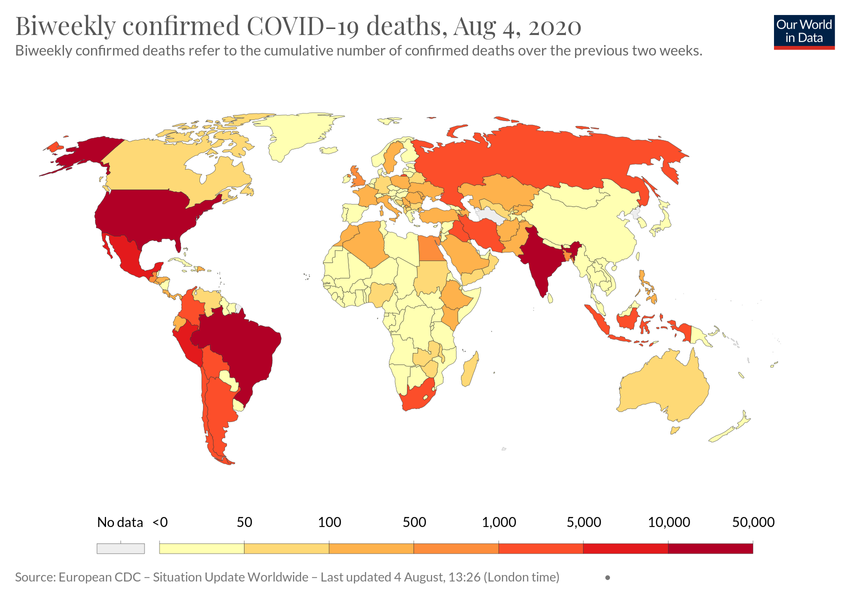 Biweekly confirmed COVID-19 deaths, Aug 4, 2020
Biweekly confirmed deaths refer to the cumulative number of confirmed deaths over the previous two weeks.
Our World
in Data
No data <0 50 100 500 1,000 5,000 10,000 50,000
Source: European CDC – Situation Update Worldwide – Last updated 4 August, 13:26 (London time) •